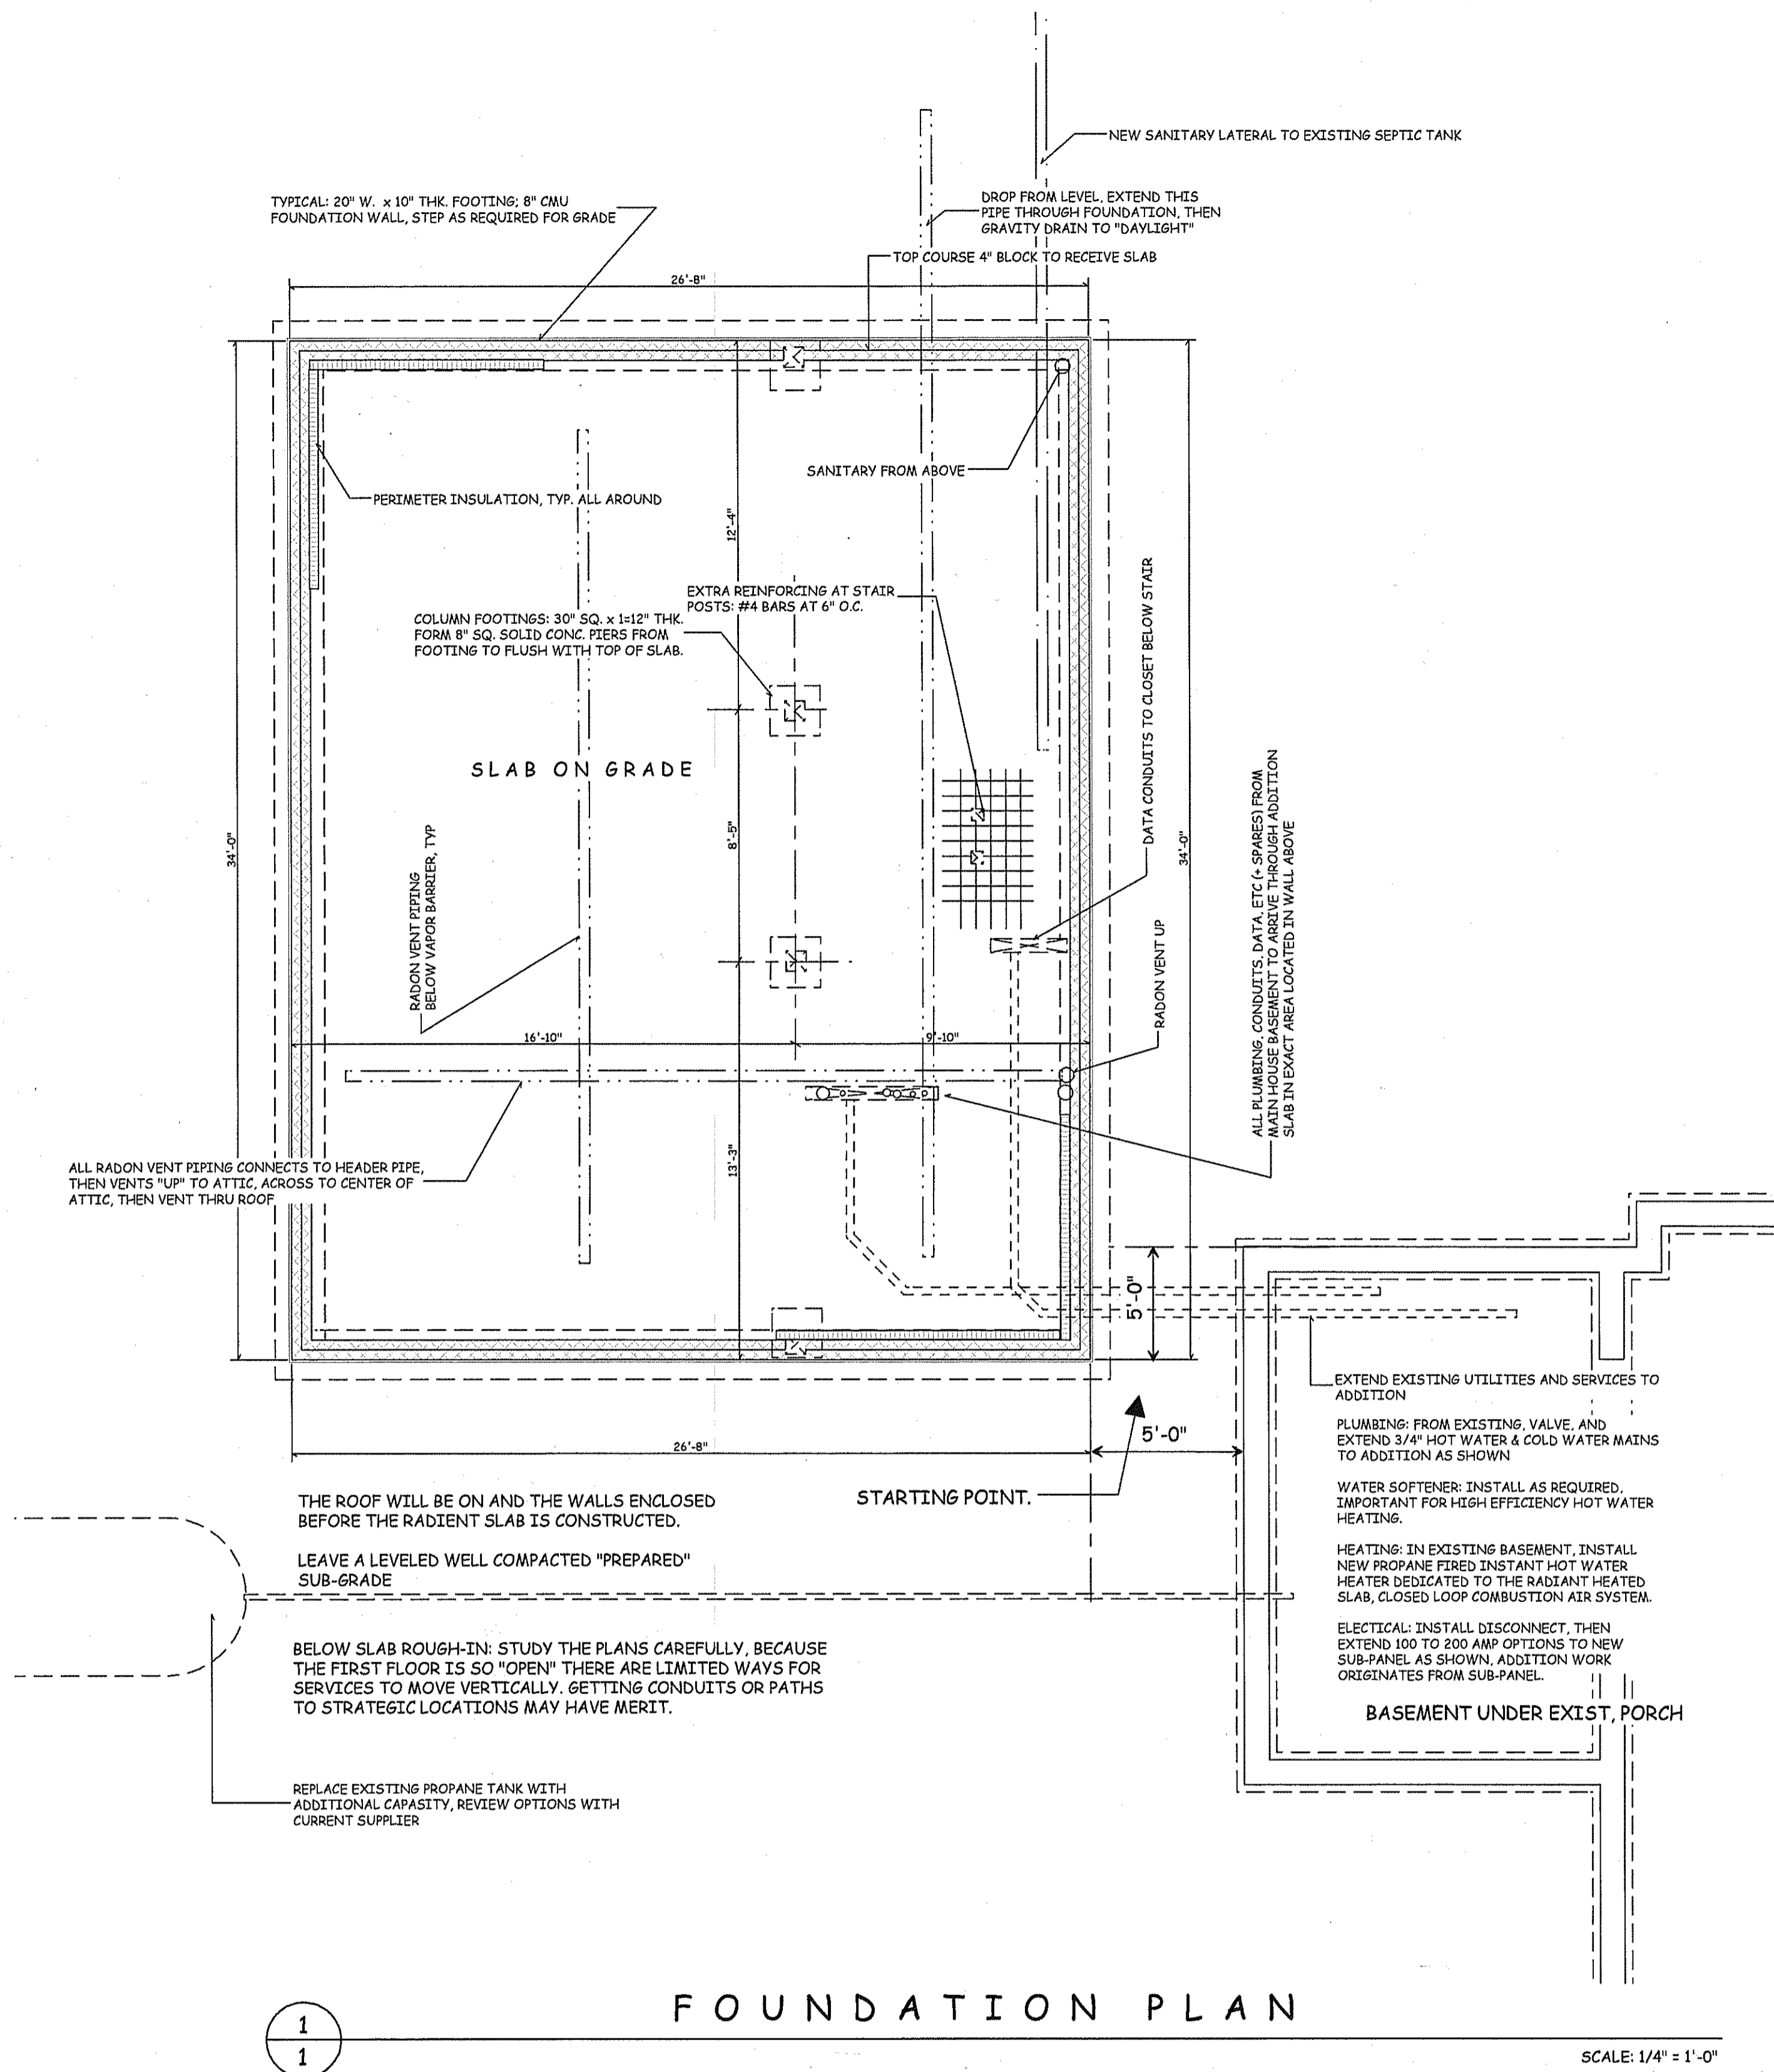 NEW SANITARY LATERAL TO EXISTING SEPTIC TANK
TYPICAL: 20" W. x 10" THK. FOOTING; 8" CMU
FOUNDATION WALL, STEP AS REQUIRED FOR GRADE
DROP FROM LEVEL, EXTEND THIS
PIPE THROUGH FOUNDATION, THEN
GRAVITY DRAIN TO "DAYLIGHT"
TOP COURSE 4" BLOCK TO RECEIVE SLAB
26'-8"
SANITARY FROM ABOVE
PERIMETER INSULATION, TYP. ALL AROUND
12'-4"
EXTRA REINFORCING AT STAIR
POSTS: #4 BARS AT 6" O.C.
COLUMN FOOTINGS: 30" SQ. x 1=12" THK.
FORM 8" SQ. SOLID CONC. PIERS FROM
FOOTING TO FLUSH WITH TOP OF SLAB.
DATA CONDUITS TO CLOSET BELOW STAIR
SLAB ON GRADE
34'-0"
8'-5"
34'-0"
RADON VENT PIPING
BELOW VAPOR BARRIER, TYP
RADON VENT UP
ALL PLUMBING, CONDUITS, DATA, ETC (+ SPARES) FROM
MAIN HOUSE BASEMENT TO ARRIVE THROUGH ADDITION
SLAB IN EXACT AREA LOCATED IN WALL ABOVE
16'-10"
9'-10"
13'-3"
ALL RADON VENT PIPING CONNECTS TO HEADER PIPE,
THEN VENTS "UP" TO ATTIC, ACROSS TO CENTER OF
ATTIC, THEN VENT THRU ROOF
5'-0"
26'-8"
5'-0"
STARTING POINT.
EXTEND EXISTING UTILITIES AND SERVICES TO
ADDITION
PLUMBING: FROM EXISTING, VALVE, AND
EXTEND 3/4" HOT WATER & COLD WATER MAINS
TO ADDITION AS SHOWN
WATER SOFTENER: INSTALL AS REQUIRED,
IMPORTANT FOR HIGH EFFICIENCY HOT WATER
HEATING.
HEATING: IN EXISTING BASEMENT, INSTALL
NEW PROPANE FIRED INSTANT HOT WATER
HEATER DEDICATED TO THE RADIANT HEATED
SLAB, CLOSED LOOP COMBUSTION AIR SYSTEM.
ELECTICAL: INSTALL DISCONNECT, THEN
EXTEND 100 TO 200 AMP OPTIONS TO NEW
SUB-PANEL AS SHOWN, ADDITION WORK
ORIGINATES FROM SUB-PANEL.
BASEMENT UNDER EXIST, PORCH
THE ROOF WILL BE ON AND THE WALLS ENCLOSED
BEFORE THE RADIENT SLAB IS CONSTRUCTED.
LEAVE A LEVELED WELL COMPACTED "PREPARED"
SUB-GRADE
BELOW SLAB ROUGH-IN: STUDY THE PLANS CAREFULLY, BECAUSE
THE FIRST FLOOR IS SO "OPEN" THERE ARE LIMITED WAYS FOR
SERVICES TO MOVE VERTICALLY. GETTING CONDUITS OR PATHS
TO STRATEGIC LOCATIONS MAY HAVE MERIT.
REPLACE EXISTING PROPANE TANK WITH
ADDITIONAL CAPASITY, REVIEW OPTIONS WITH
CURRENT SUPPLIER
FOUNDATION PLAN
1
1
SCALE: 1/4" = 1'-0"